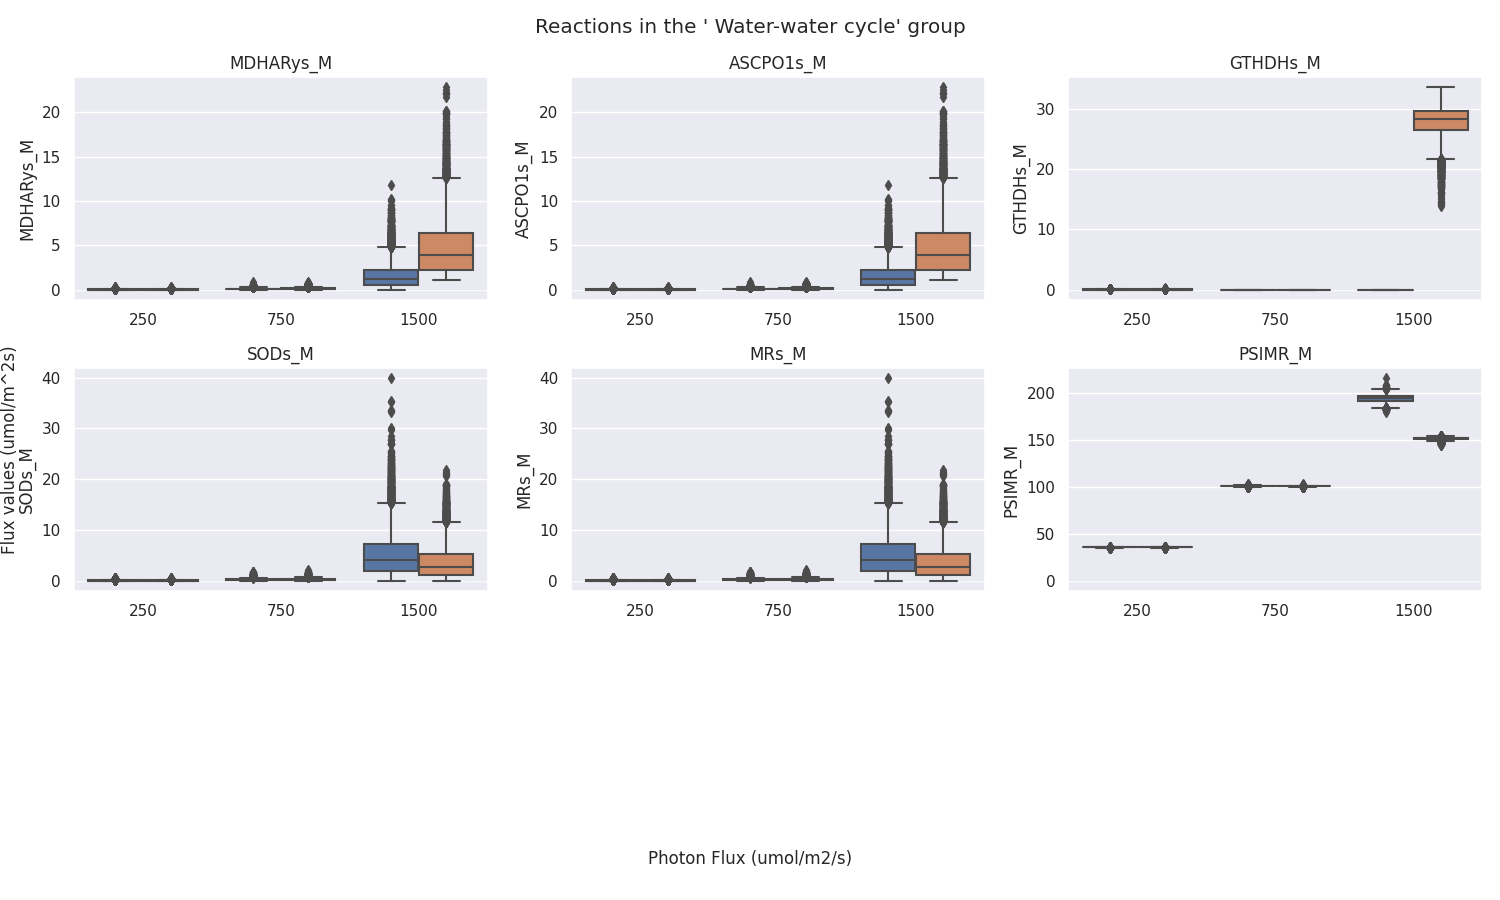 Reactions in the ' Water-water cycle' group
MDHARys_M
ASCPO1s_M
GTHDHs_M
MDHARys_M
20
15
10
5
0
250 750 1500
ASCPO1s_M
20
15
10
5
0
250 750 1500
GTHDHs_M
30
20
10
0
250 750 1500
SODs_M
MRs_M
PSIMR_M
Flux values (umol/m^2s)
SODs_M
40
30
20
10
0
250 750 1500
MRs_M
40
30
20
10
0
250 750 1500
PSIMR_M
200
150
100
50
0
250 750 1500
Photon Flux (umol/m2/s)